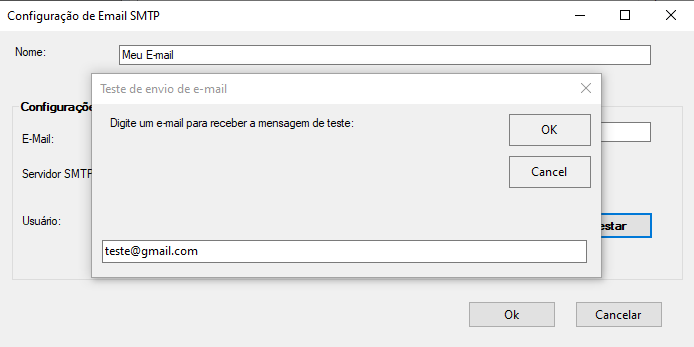 Configuração de Email SMTP
Nome:
Meu E-mail
Teste de envio de e-mail
Configuraçõe
Digite um e-mail para receber a mensagem de teste:
OK
E-Mail:
Cancel
Servidor SMTP
Usuário:
estar
teste@gmail.com
Ok
Cancelar